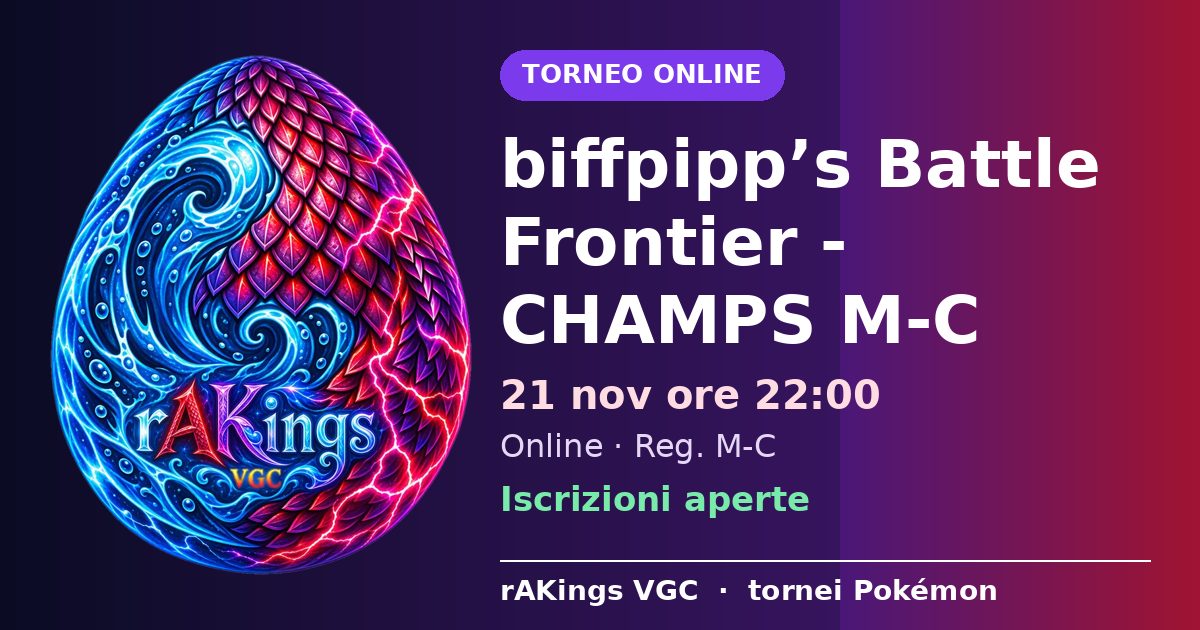 TORNEO ONLINE
biffpipp’s Battle
Frontier -
CHAMPS M-C
21 nov ore 22:00
Online · Reg. M-C
Iscrizioni aperte
rAKings
VGC
rAKings VGC · tornei Pokémon